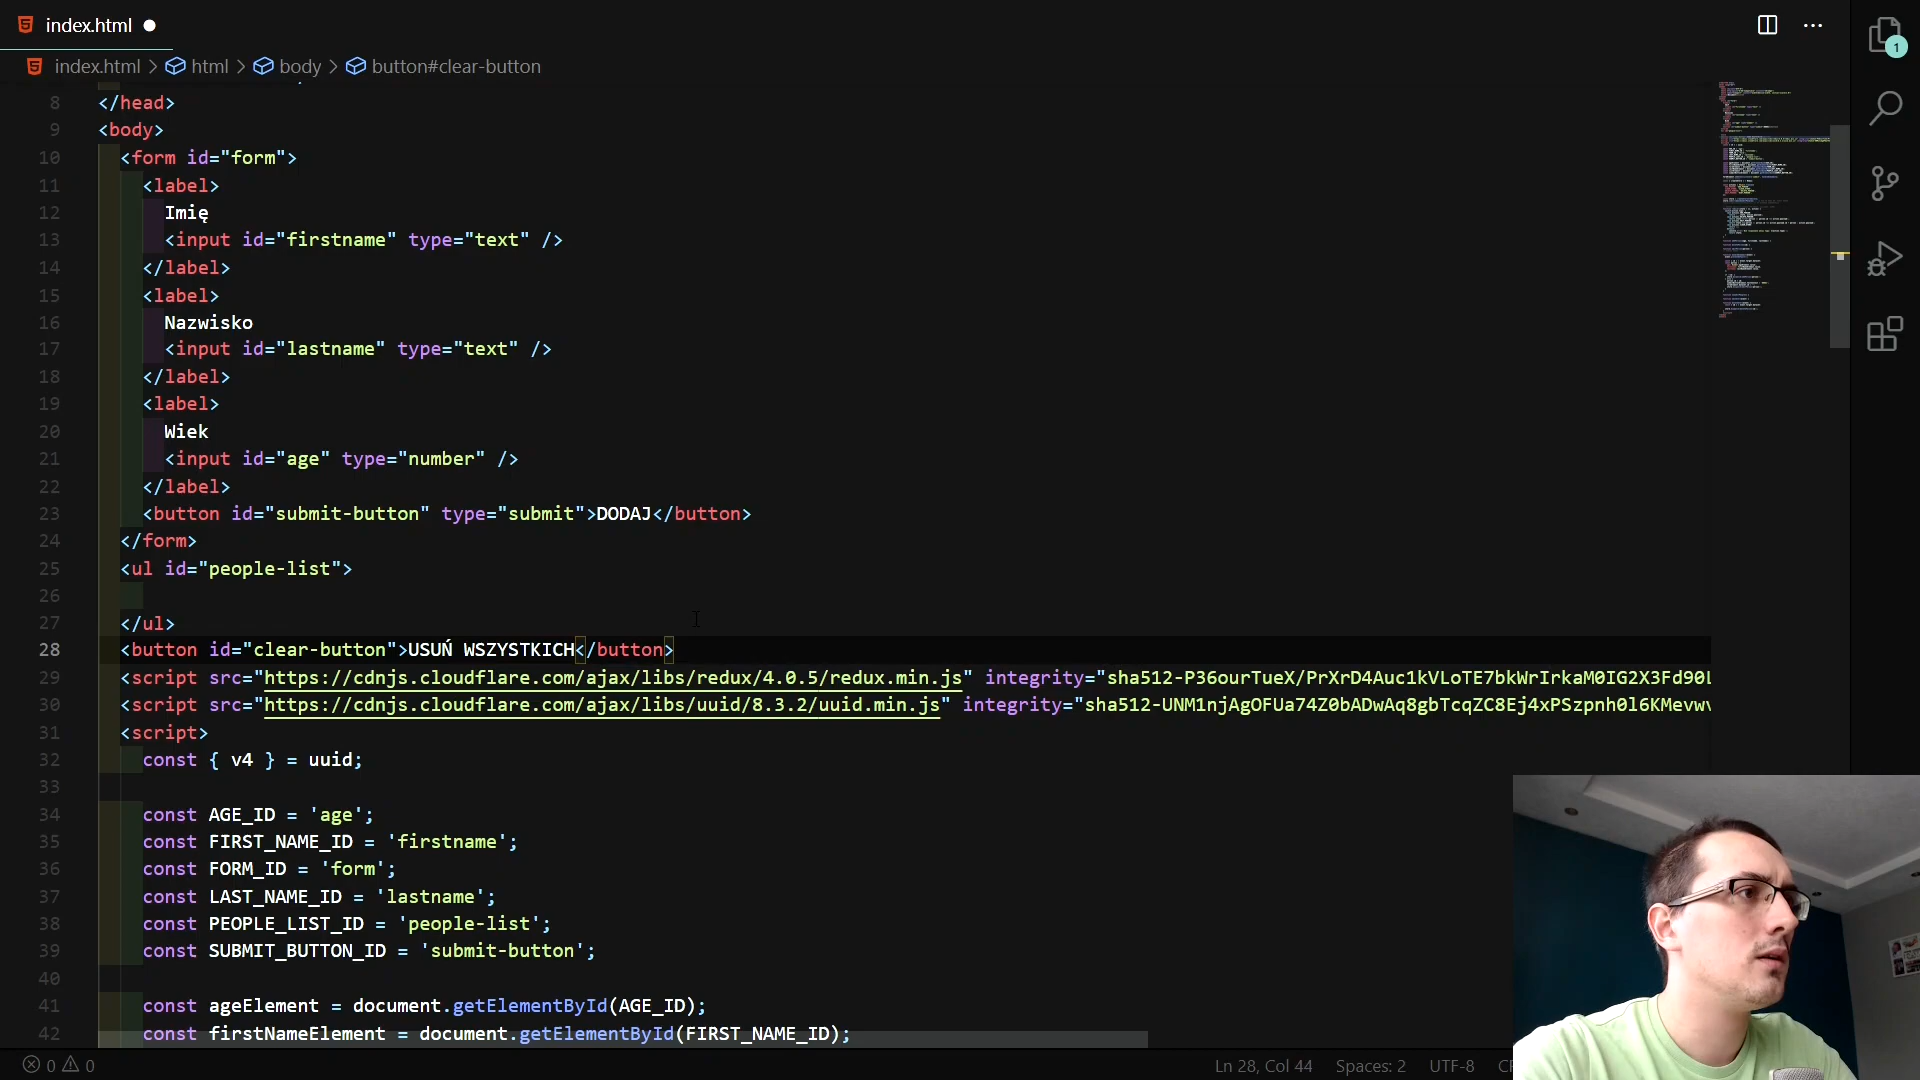 index.html
index.html > html > body > button#clear-button
1
8 </head>
9 <body>
10 <form id="form">
11 <label>
12 Imię
13 <input id="firstname" type="text" />
14 </label>
15 <label>
16 Nazwisko
17 <input id="lastname" type="text" />
18 </label>
19 <label>
20 Wiek
21 <input id="age" type="number" />
22 </label>
23 <button id="submit-button" type="submit">DODAJ</button>
24 </form>
25 <ul id="people-list">
26
27 </ul>
28 <button id="clear-button">USUŃ WSZYSTKICH</button>
29 <script src="https://cdnjs.cloudflare.com/ajax/libs/redux/4.0.5/redux.min.js" integrity="sha512-P36ourTueX/PrXrD4Auc1kVLoTE7bkWrIrkaM0IG2X3Fd90
30 <script src="https://cdnjs.cloudflare.com/ajax/libs/uuid/8.3.2/uuid.min.js" integrity="sha512-UNM1njAgOFUa74Z0bADwAq8gbTcqZC8Ej4xPSzpnh0l6KMevw
31 <script>
32 const { v4 } = uuid;
33
34 const AGE_ID = 'age';
35 const FIRST_NAME_ID = 'firstname';
36 const FORM_ID = 'form';
37 const LAST_NAME_ID = 'lastname';
38 const PEOPLE_LIST_ID = 'people-list';
39 const SUBMIT_BUTTON_ID = 'submit-button';
40
41 const ageElement = document.getElementById(AGE_ID);
42 const firstNameElement = document.getElementById(FIRST_NAME_ID);
0 0 Ln 28, Col 44 Spaces: 2 UTF-8